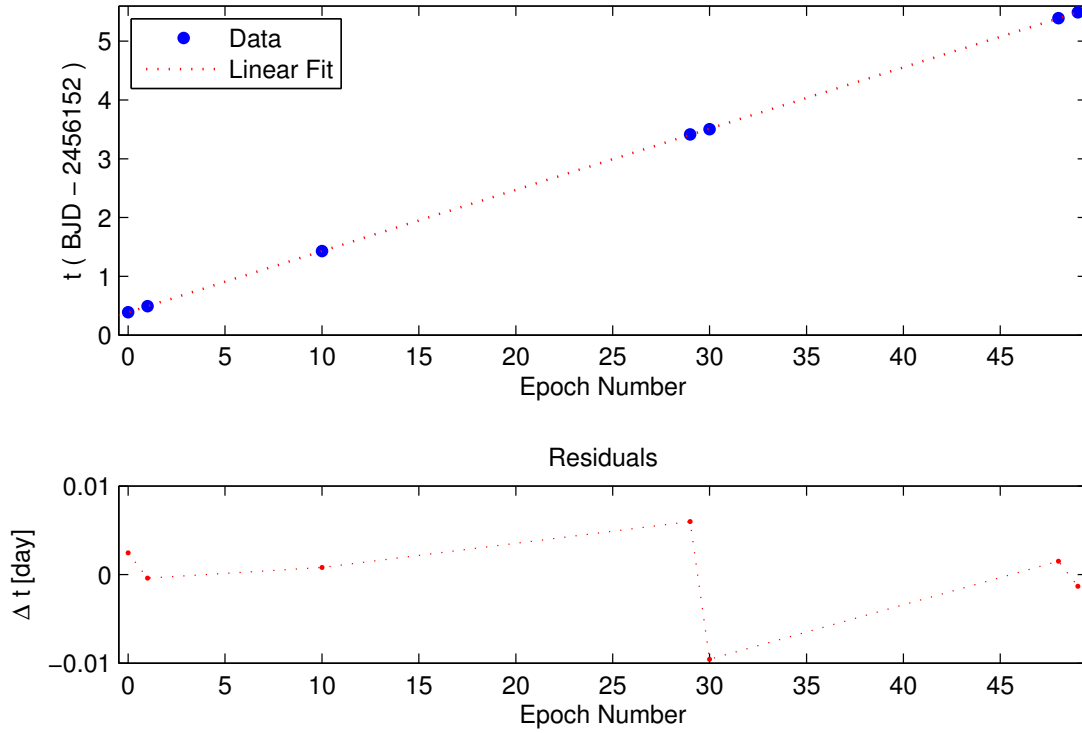 5
4
3
2
1
0
t ( BJD − 2456152 )
Data
Linear Fit
0 5 10 15 20 25 30 35 40 45
Epoch Number
Residuals
0.01
0
−0.01
Δ t [day]
0 5 10 15 20 25 30 35 40 45
Epoch Number